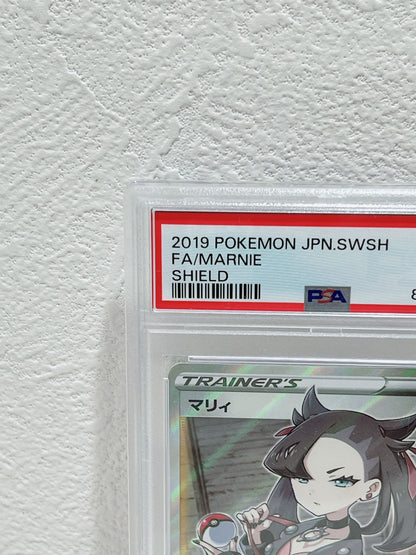 2019 POKEMON JPN.SWSH
FA/MARNIE
SHIELD
PSA
TRAINER'S
マリィ